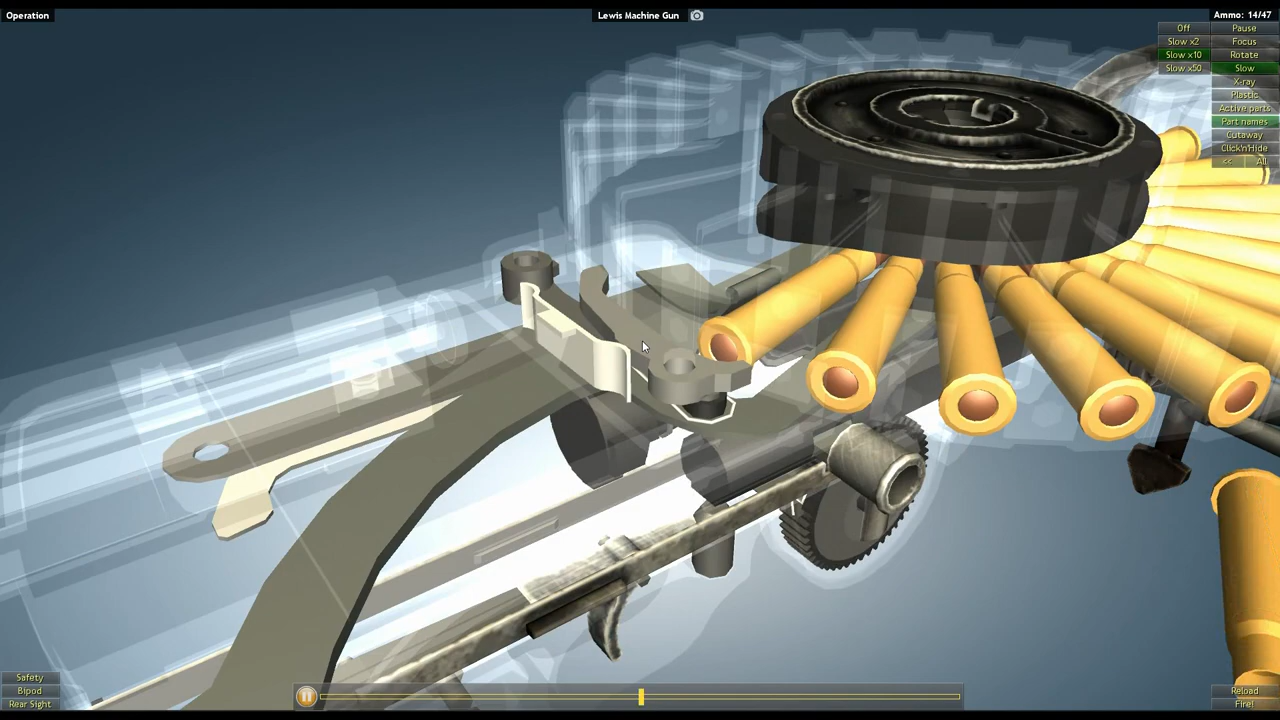 Operation
Lewis Machine Gun
Ammo: 14/47
Off
Pause
Slow x2
Focus
Slow x10
Rotate
Slow x50
Slow
X-ray
Plastic
Active parts
Part names
Cutaway
Click'n'Hide
<<
All
Safety
Bipod
Rear Sight
Reload
Fire!